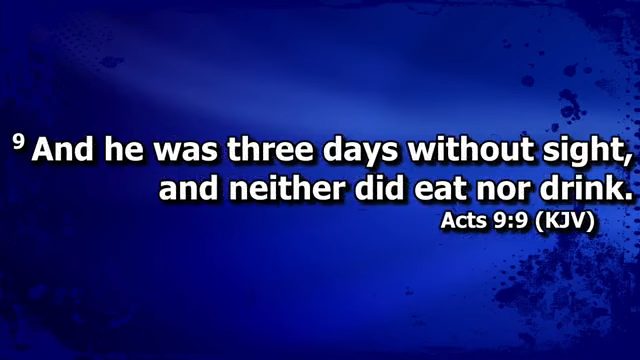 9 And he was three days without sight,
and neither did eat nor drink.
Acts 9:9 (KJV)